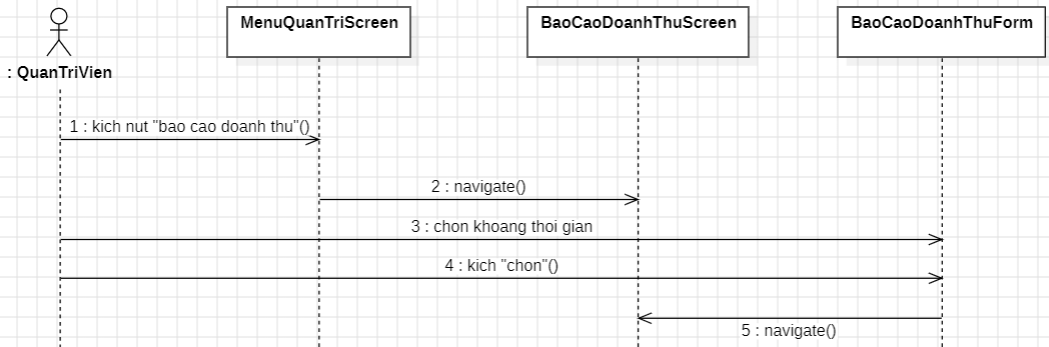 MenuQuanTriScreen
BaoCaoDoanhThuScreen
BaoCaoDoanhThuForm
: QuanTriVien
1 : kich nut "bao cao doanh thu"()
2 : navigate()
3 : chon khoang thoi gian
4 : kich "chon"()
5 : navigate()